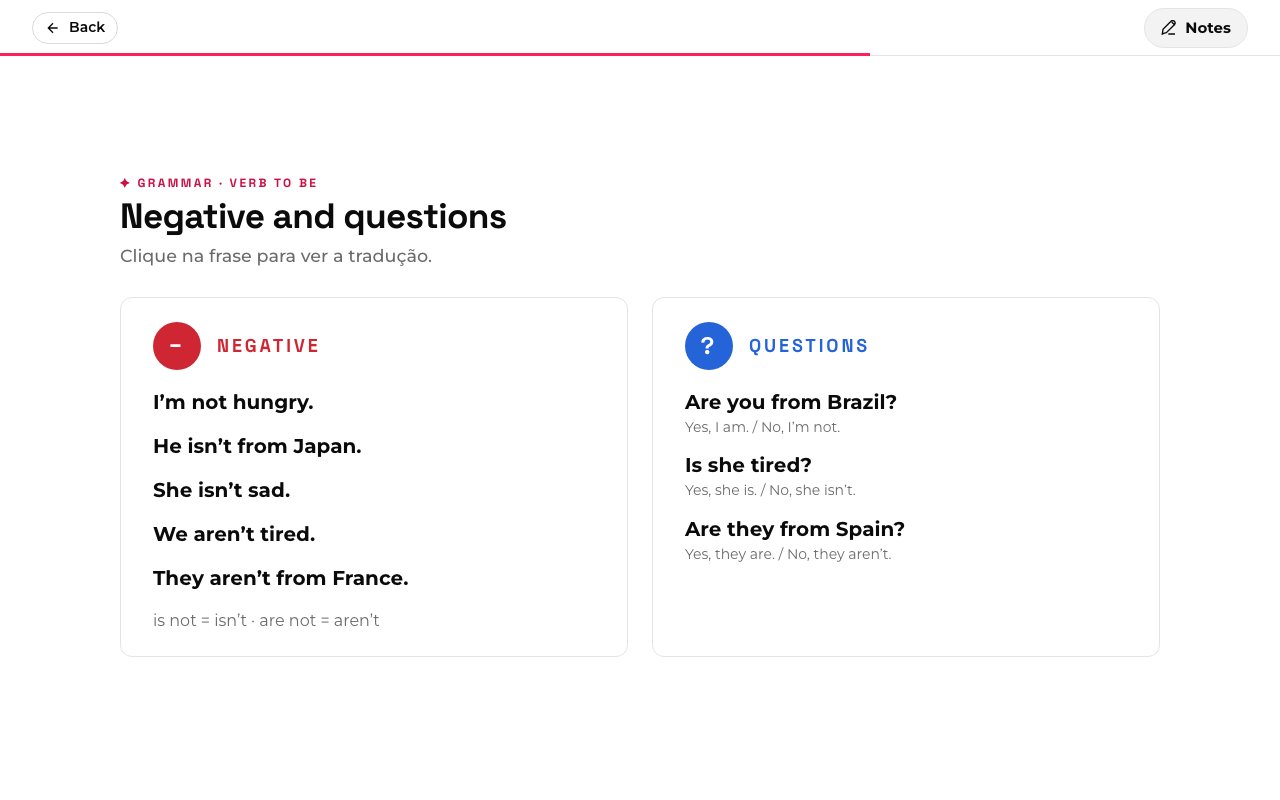 Back
Notes
GRAMMAR · VERB TO BE
Negative and questions
Clique na frase para ver a tradução.
– NEGATIVE
I’m not hungry.
He isn’t from Japan.
She isn’t sad.
We aren’t tired.
They aren’t from France.
is not = isn’t · are not = aren’t
? QUESTIONS
Are you from Brazil?
Yes, I am. / No, I’m not.
Is she tired?
Yes, she is. / No, she isn’t.
Are they from Spain?
Yes, they are. / No, they aren’t.